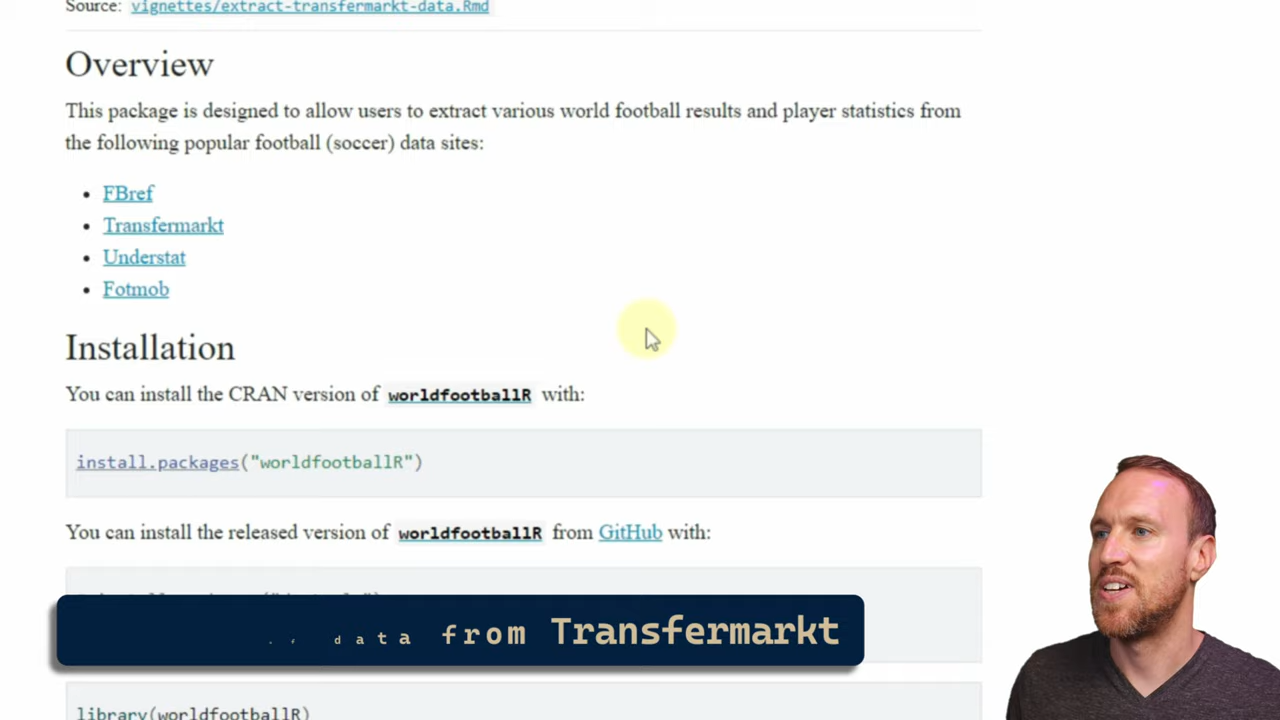 Source: vignettes/extract-transfermarkt-data.Rmd
Overview
This package is designed to allow users to extract various world football results and player statistics from
the following popular football (soccer) data sites:
• FBref
• Transfermarkt
• Understat
• Fotmob
Installation
You can install the CRAN version of worldfootballR with:
install.packages("worldfootballR")
You can install the released version of worldfootballR from GitHub with:
data from Transfermarkt
library(worldfootballR)